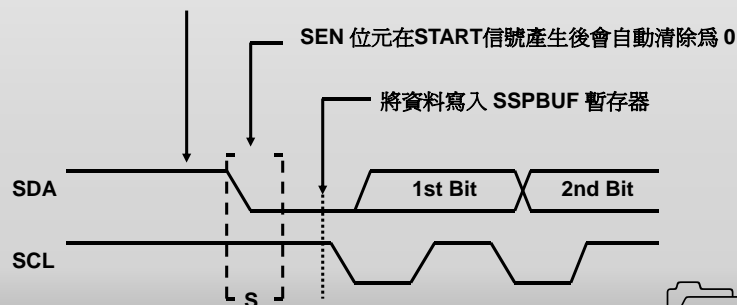 SEN 位元在START信號產生後會自動清除爲 0
將資料寫入 SSPBUF 暫存器
SDA
1st Bit
2nd Bit
SCL
S